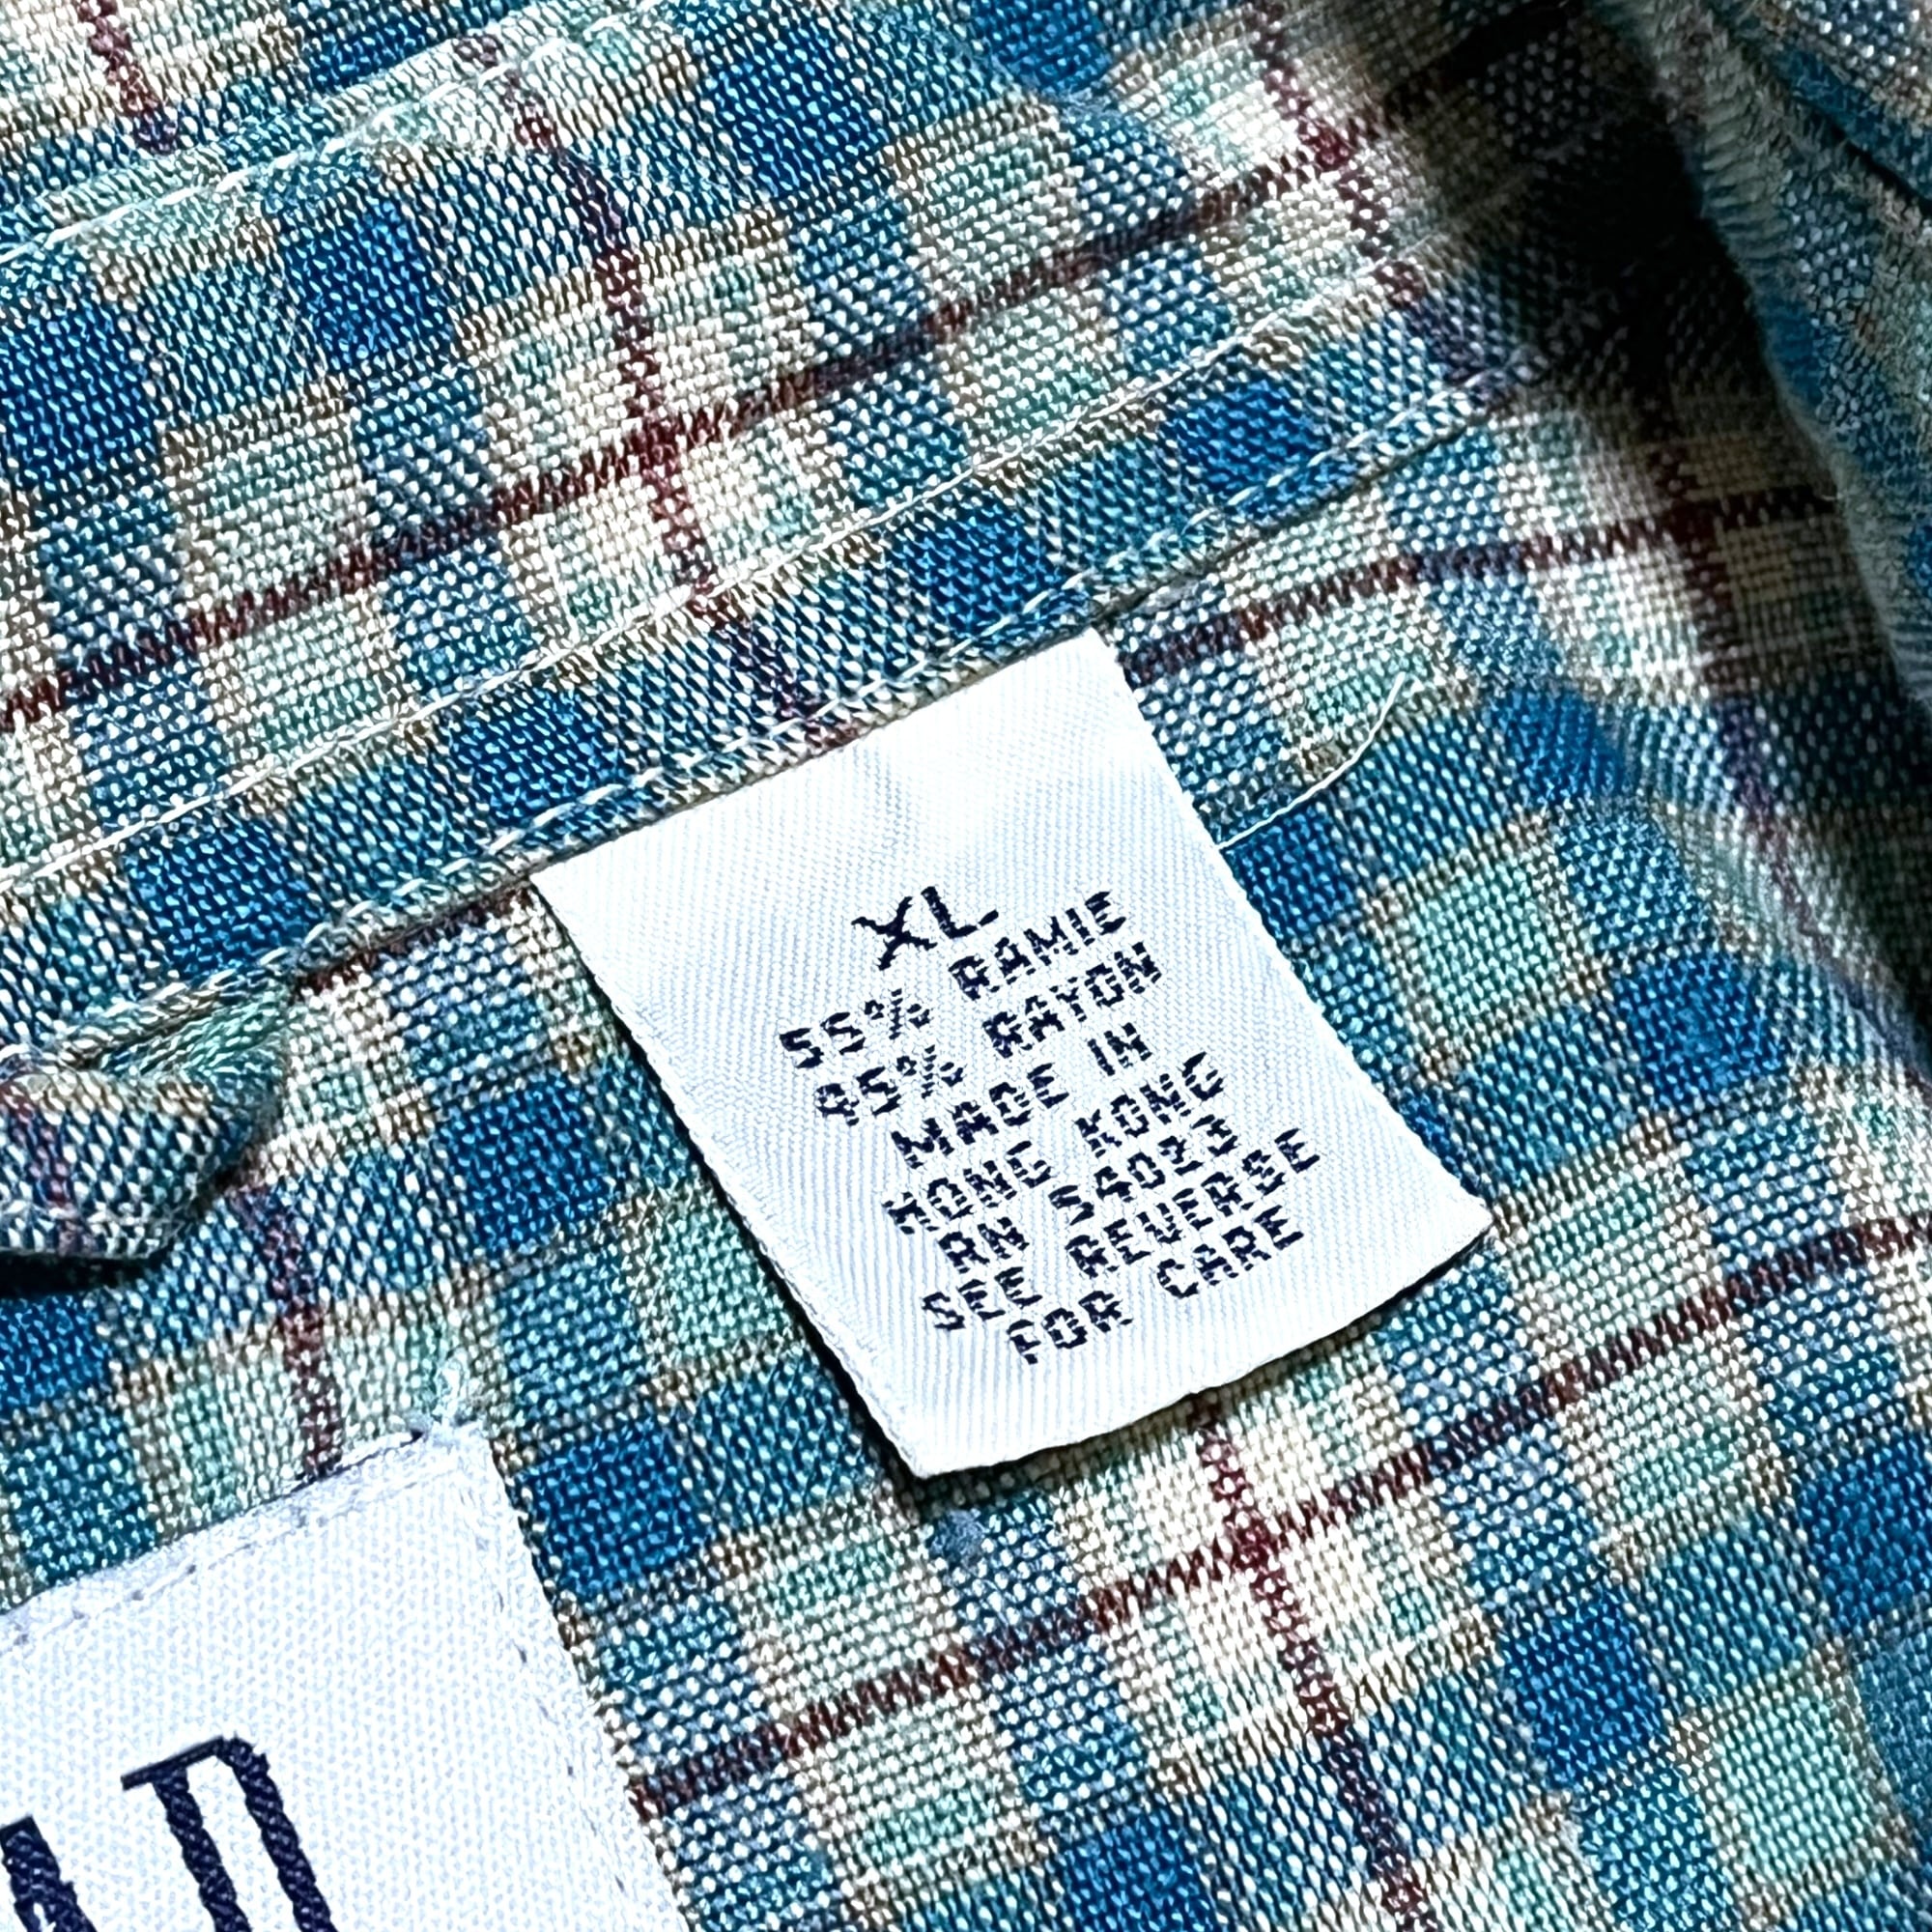 XL
55% RAMIE
45% RAYON
MADE IN
HONG KONG
RN 54023
SEE REVERSE
FOR CARE